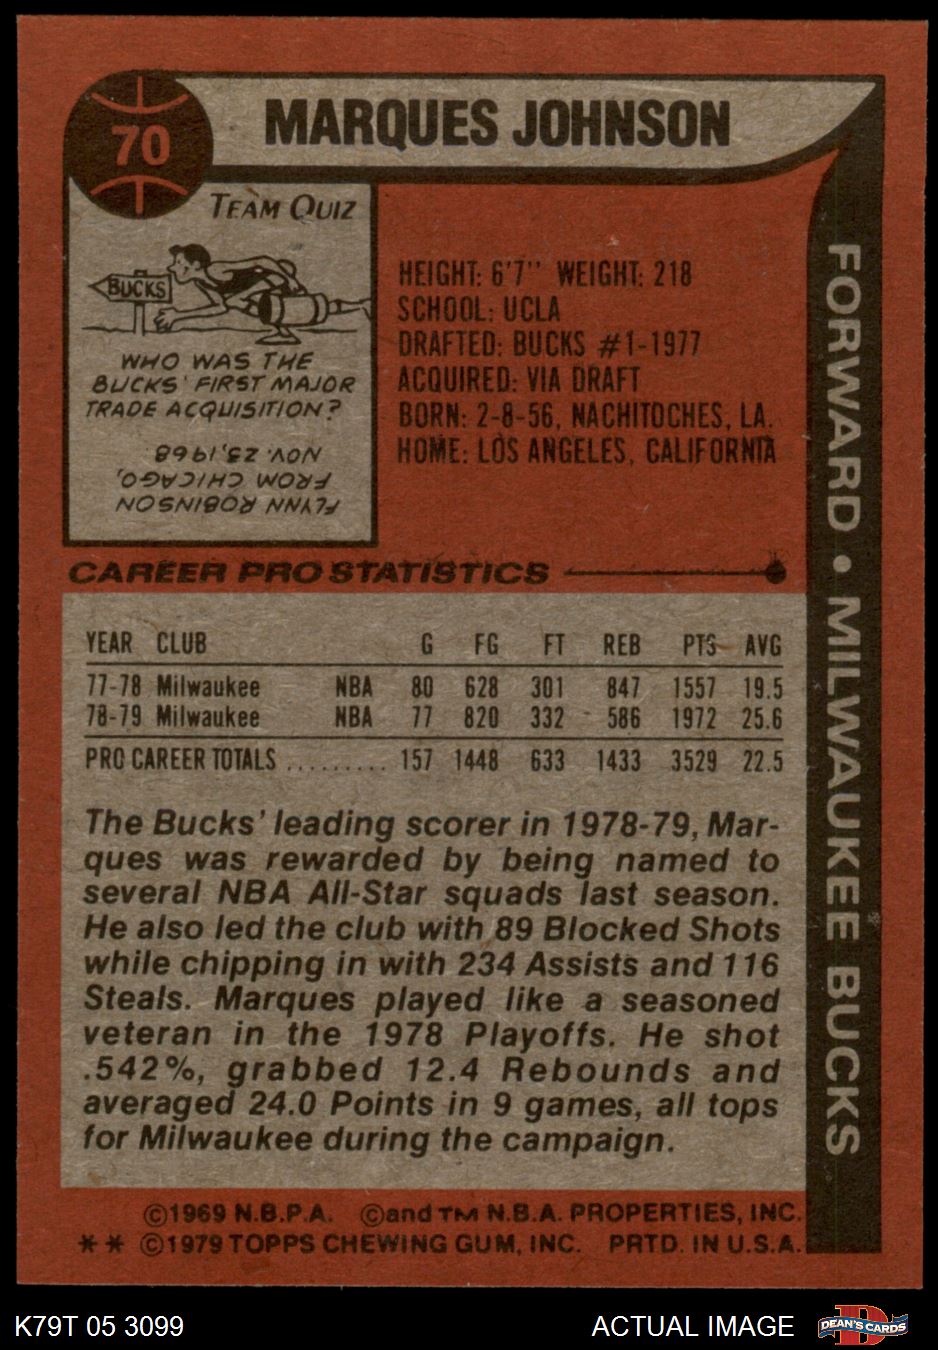 70
MARQUES JOHNSON
TEAM QUIZ
BUCKS
WHO WAS THE
BUCKS' FIRST MAJOR
TRADE ACQUISITION?
FLYNN ROBINSON
FROM CHICAGO,
NOV. 23, 1968
HEIGHT: 6'7" WEIGHT: 218
SCHOOL: UCLA
DRAFTED: BUCKS #1-1977
ACQUIRED: VIA DRAFT
BORN: 2-8-56, NACHITOCHES, LA.
HOME: LOS ANGELES, CALIFORNIA
FORWARD • MILWAUKEE BUCKS
CAREER PRO STATISTICS
YEAR CLUB G FG FT REB PTS AVG
77-78 Milwaukee NBA 80 628 301 847 1557 19.5
78-79 Milwaukee NBA 77 820 332 586 1972 25.6
PRO CAREER TOTALS .......... 157 1448 633 1433 3529 22.5
The Bucks' leading scorer in 1978-79, Mar-
ques was rewarded by being named to
several NBA All-Star squads last season.
He also led the club with 89 Blocked Shots
while chipping in with 234 Assists and 116
Steals. Marques played like a seasoned
veteran in the 1978 Playoffs. He shot
.542%, grabbed 12.4 Rebounds and
averaged 24.0 Points in 9 games, all tops
for Milwaukee during the campaign.
©1969 N.B.P.A. ©and TM N.B.A. PROPERTIES, INC.
** ©1979 TOPPS CHEWING GUM, INC. PRTD. IN U.S.A.
K79T 05 3099
ACTUAL IMAGE
D
DEAN'S CARDS